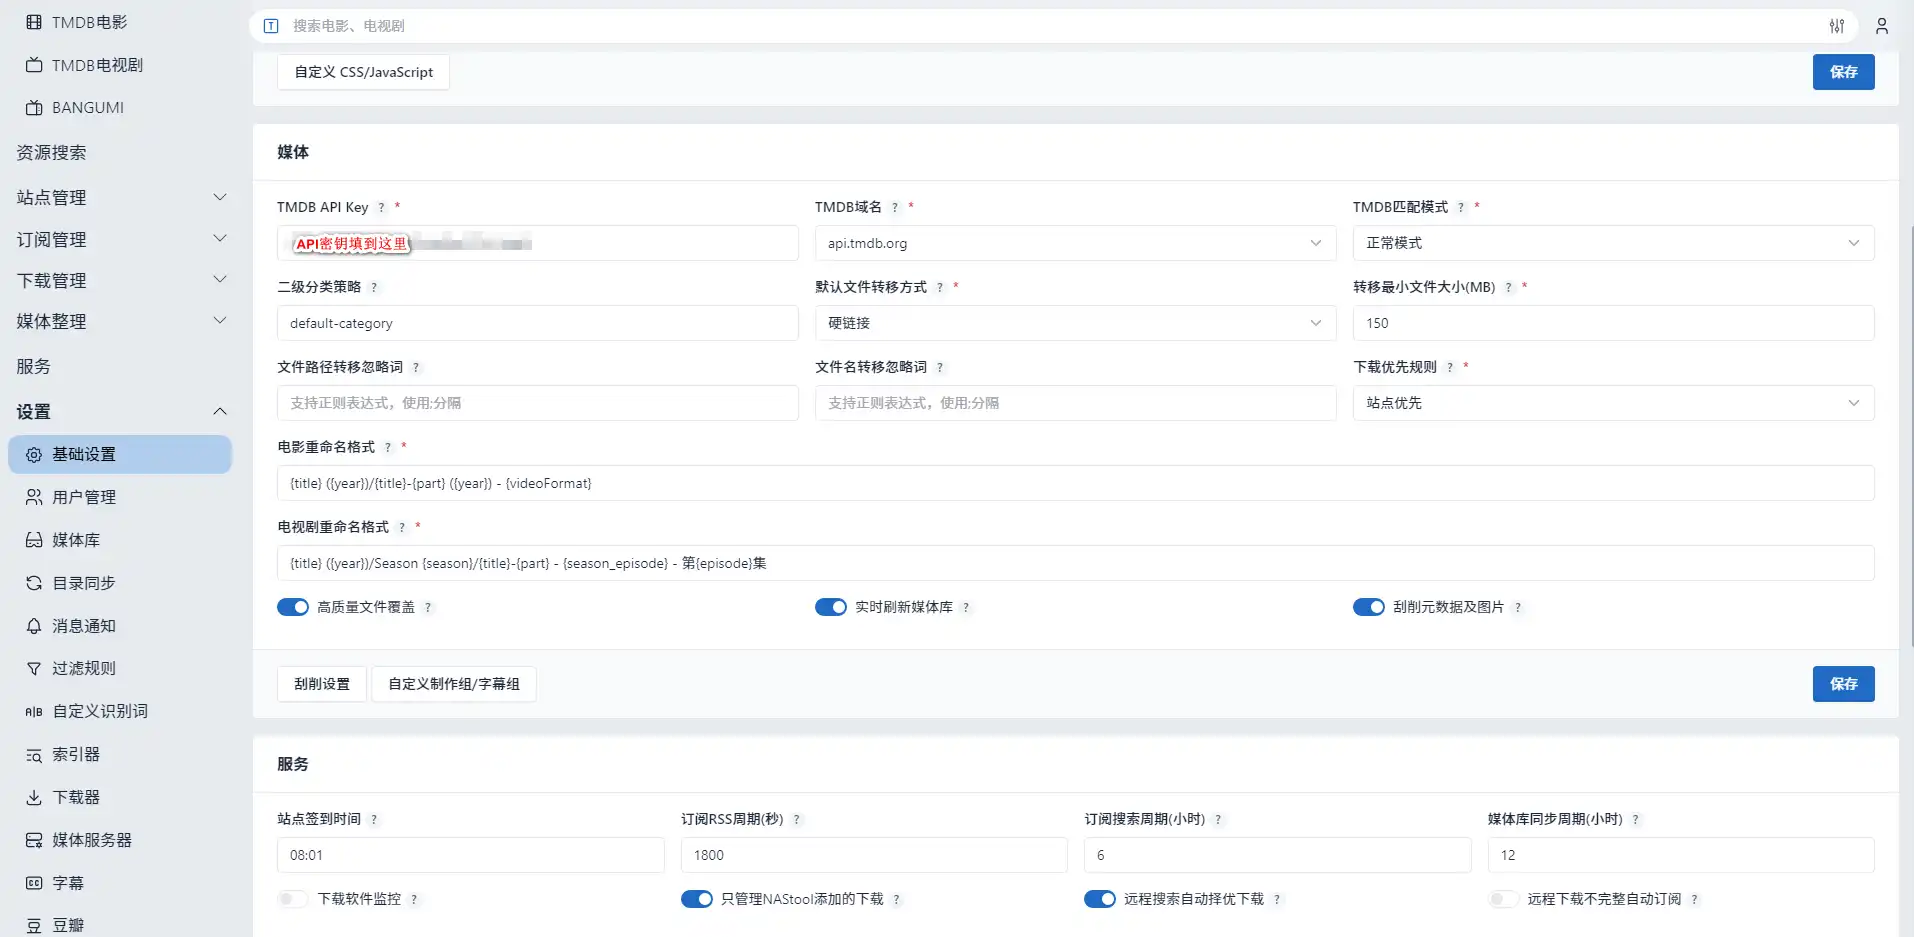 TMDB电影
TMDB电视剧
BANGUMI
资源搜索
站点管理
订阅管理
下载管理
媒体整理
服务
设置
基础设置
用户管理
媒体库
目录同步
消息通知
过滤规则
自定义识别词
索引器
下载器
媒体服务器
字幕
豆瓣
搜索电影、电视剧
自定义 CSS/JavaScript
保存
媒体
TMDB API Key ? *
TMDB域名 ? *
TMDB匹配模式 ? *
API密钥填到这里
api.tmdb.org
正常模式
二级分类策略 ?
默认文件转移方式 ? *
转移最小文件大小(MB) ? *
default-category
硬链接
150
文件路径转移忽略词 ?
文件名转移忽略词 ?
下载优先规则 ? *
支持正则表达式，使用;分隔
支持正则表达式，使用;分隔
站点优先
电影重命名格式 ? *
{title} ({year})/{title}-{part} ({year}) - {videoFormat}
电视剧重命名格式 ? *
{title} ({year})/Season {season}/{title}-{part} - {season_episode} - 第{episode}集
高质量文件覆盖 ?
实时刷新媒体库 ?
刮削元数据及图片 ?
刮削设置
自定义制作组/字幕组
保存
服务
站点签到时间 ?
订阅RSS周期(秒) ?
订阅搜索周期(小时) ?
媒体库同步周期(小时) ?
08:01
1800
6
12
下载软件监控 ?
只管理NAStool添加的下载 ?
远程搜索自动择优下载 ?
远程下载不完整自动订阅 ?